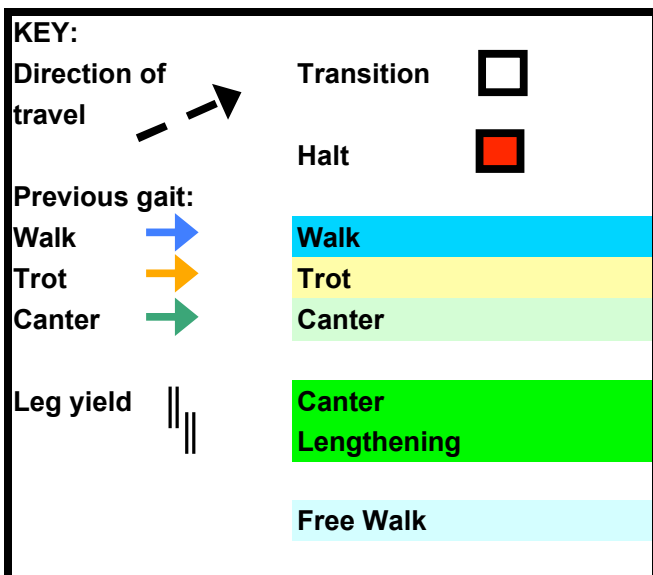 KEY:
Direction of
travel
Transition
Halt
Previous gait:
Walk
Walk
Trot
Trot
Canter
Canter
Leg yield
Canter
Lengthening
Free Walk